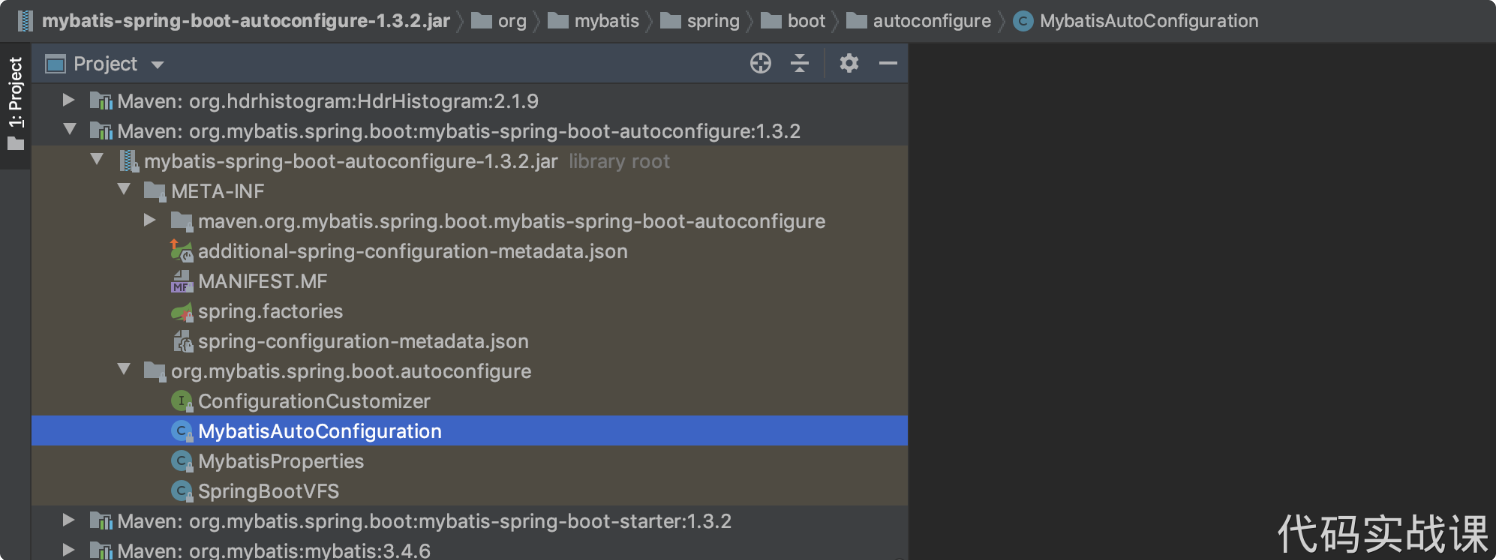 mybatis-spring-boot-autoconfigure-1.3.2.jar org mybatis spring boot autoconfigure MybatisAutoConfiguration
1: Project
Project
Maven: org.hdrhistogram:HdrHistogram:2.1.9
Maven: org.mybatis.spring.boot:mybatis-spring-boot-autoconfigure:1.3.2
mybatis-spring-boot-autoconfigure-1.3.2.jar library root
META-INF
maven.org.mybatis.spring.boot.mybatis-spring-boot-autoconfigure
additional-spring-configuration-metadata.json
MANIFEST.MF
spring.factories
spring-configuration-metadata.json
org.mybatis.spring.boot.autoconfigure
ConfigurationCustomizer
MybatisAutoConfiguration
MybatisProperties
SpringBootVFS
Maven: org.mybatis.spring.boot:mybatis-spring-boot-starter:1.3.2
Maven: org.mybatis:mybatis:3.4.6
代码实战课